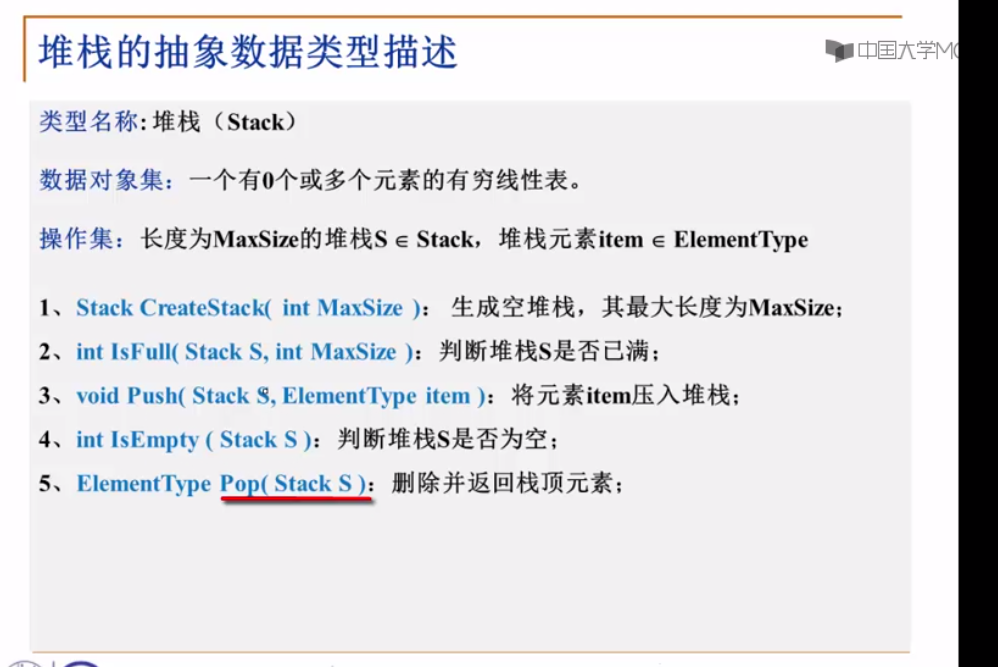 堆栈的抽象数据类型描述
中国大学MO
类型名称: 堆栈（Stack）
数据对象集：一个有0个或多个元素的有穷线性表。
操作集：长度为MaxSize的堆栈S ∈ Stack，堆栈元素item ∈ ElementType
1、Stack CreateStack( int MaxSize )： 生成空堆栈，其最大长度为MaxSize；
2、int IsFull( Stack S, int MaxSize )：判断堆栈S是否已满；
3、void Push( Stack S, ElementType item )：将元素item压入堆栈；
4、int IsEmpty ( Stack S )：判断堆栈S是否为空；
5、ElementType Pop( Stack S )：删除并返回栈顶元素；